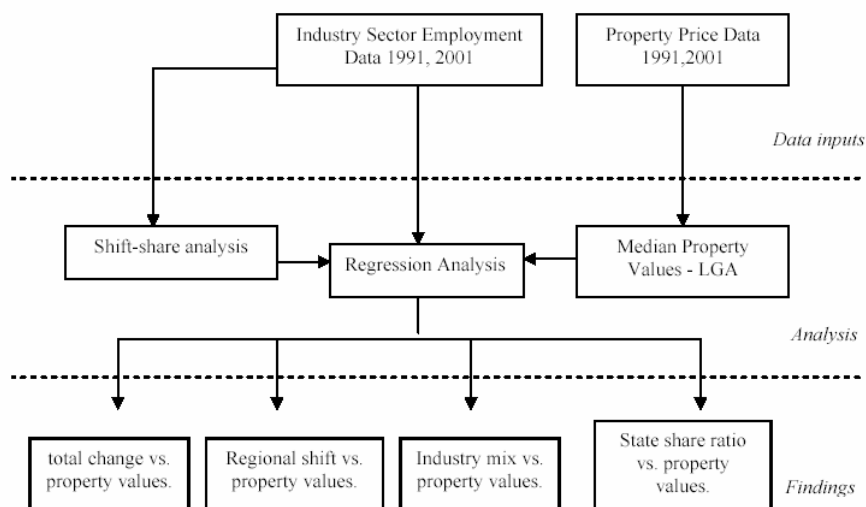 Industry Sector Employment
Data 1991, 2001
Property Price Data
1991,2001
Data inputs
Shift-share analysis
Regression Analysis
Median Property
Values - LGA
Analysis
total change vs.
property values.
Regional shift vs.
property values.
Industry mix vs.
property values.
State share ratio
vs. property
values.
Findings